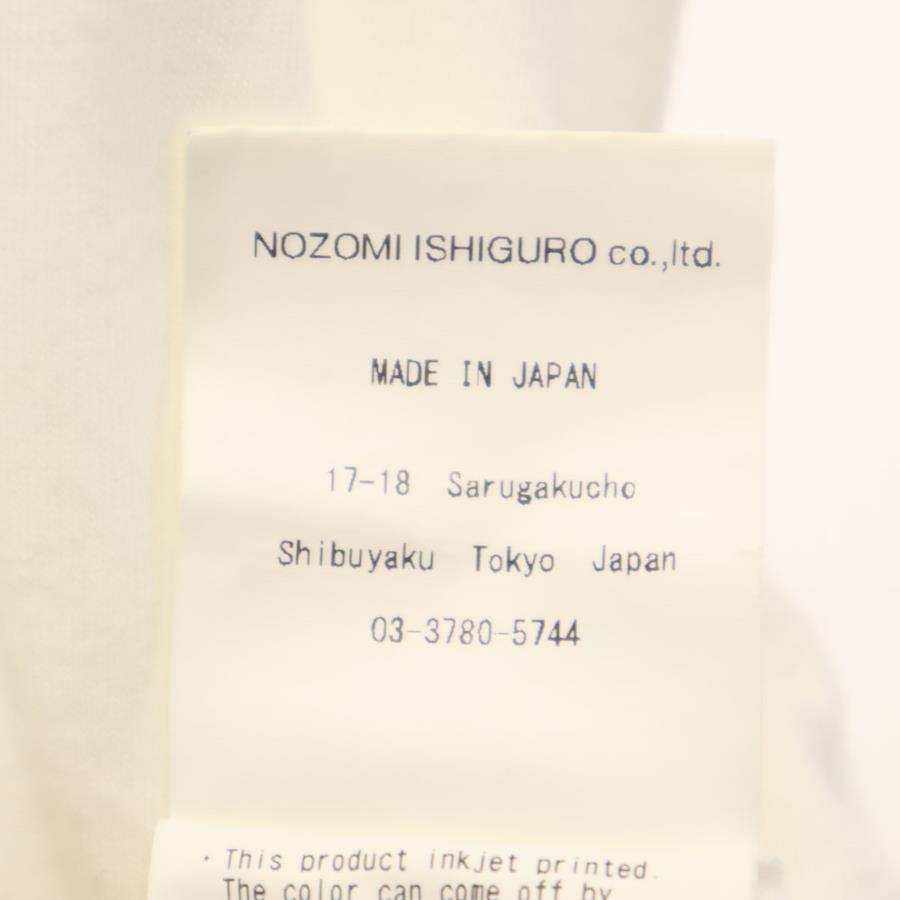 NOZOMI ISHIGURO co.,ltd.
MADE IN JAPAN
17-18 Sarugakucho
Shibuyaku Tokyo Japan
03-3780-5744
・This product inkjet printed.
The color can come off by